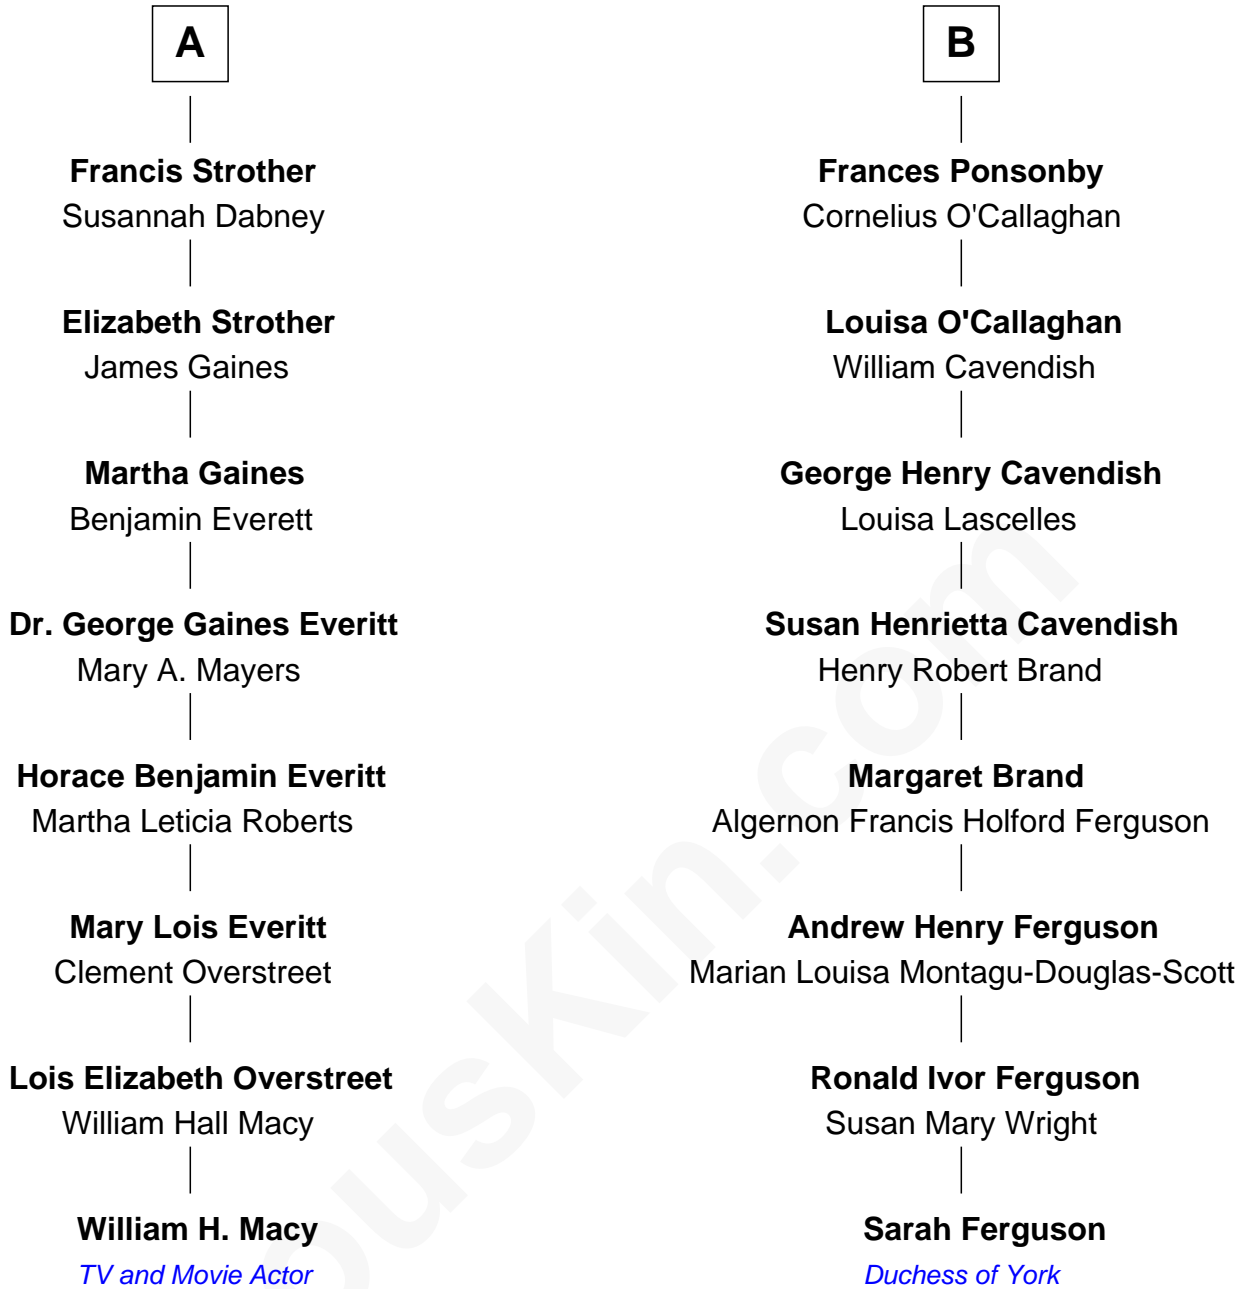 A
Francis Strother
Susannah Dabney
Elizabeth Strother
James Gaines
Martha Gaines
Benjamin Everett
Dr. George Gaines Everitt
Mary A. Mayers
Horace Benjamin Everitt
Martha Leticia Roberts
Mary Lois Everitt
Clement Overstreet
Lois Elizabeth Overstreet
William Hall Macy
William H. Macy
TV and Movie Actor
B
Frances Ponsonby
Cornelius O'Callaghan
Louisa O'Callaghan
William Cavendish
George Henry Cavendish
Louisa Lascelles
Susan Henrietta Cavendish
Henry Robert Brand
Margaret Brand
Algernon Francis Holford Ferguson
Andrew Henry Ferguson
Marian Louisa Montagu-Douglas-Scott
Ronald Ivor Ferguson
Susan Mary Wright
Sarah Ferguson
Duchess of York
ousKin.com